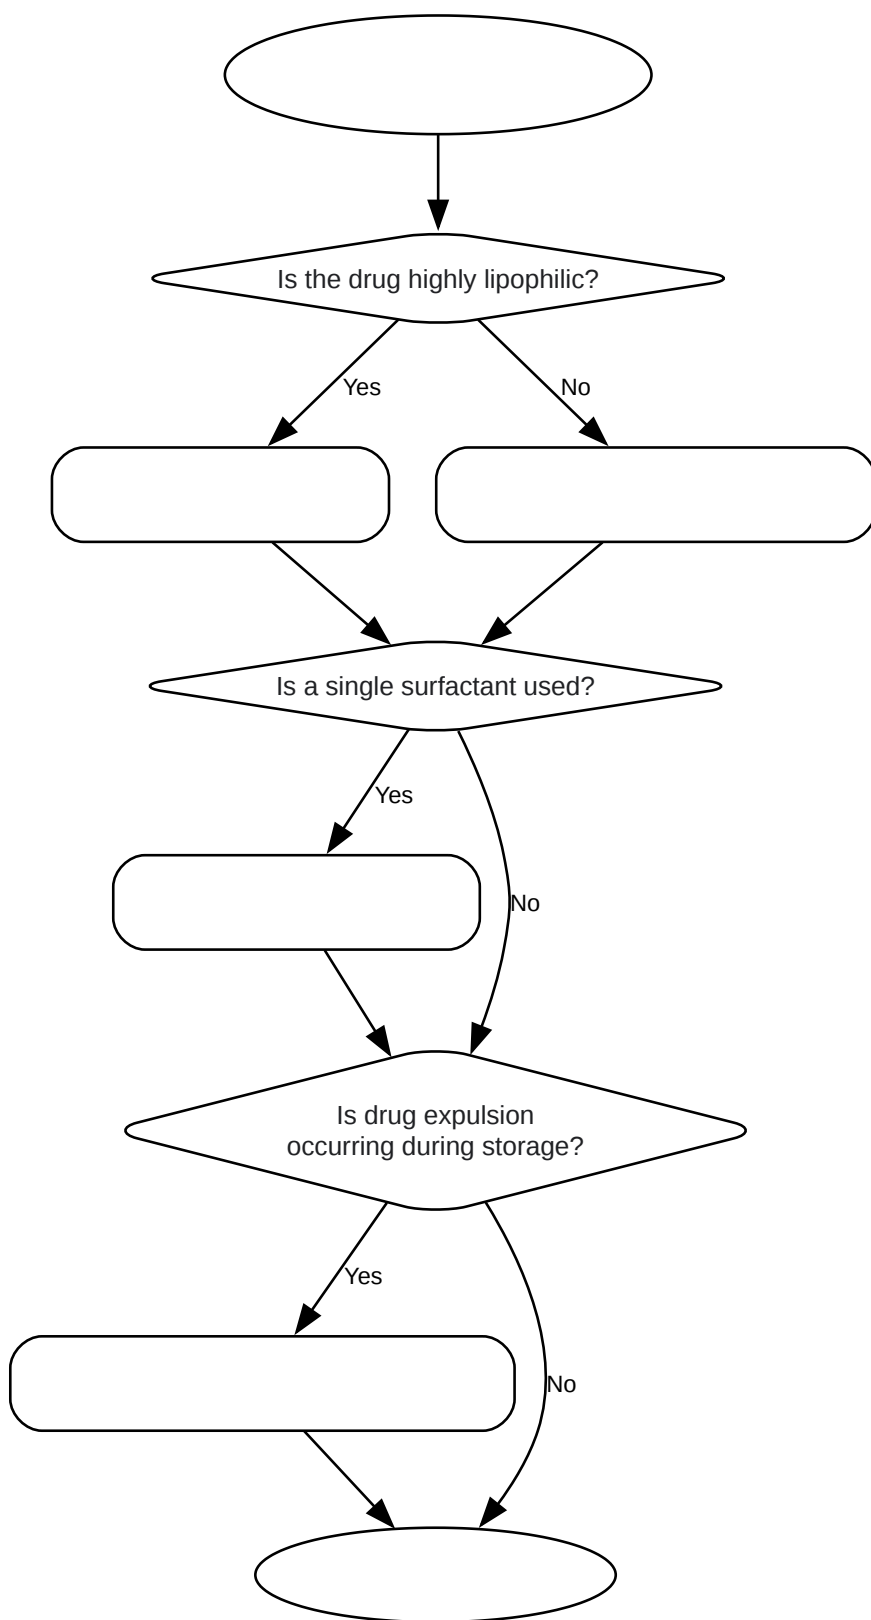 Is the drug highly lipophilic?
Yes
No
Is a single surfactant used?
Yes
No
Is drug expulsion
occurring during storage?
Yes
No